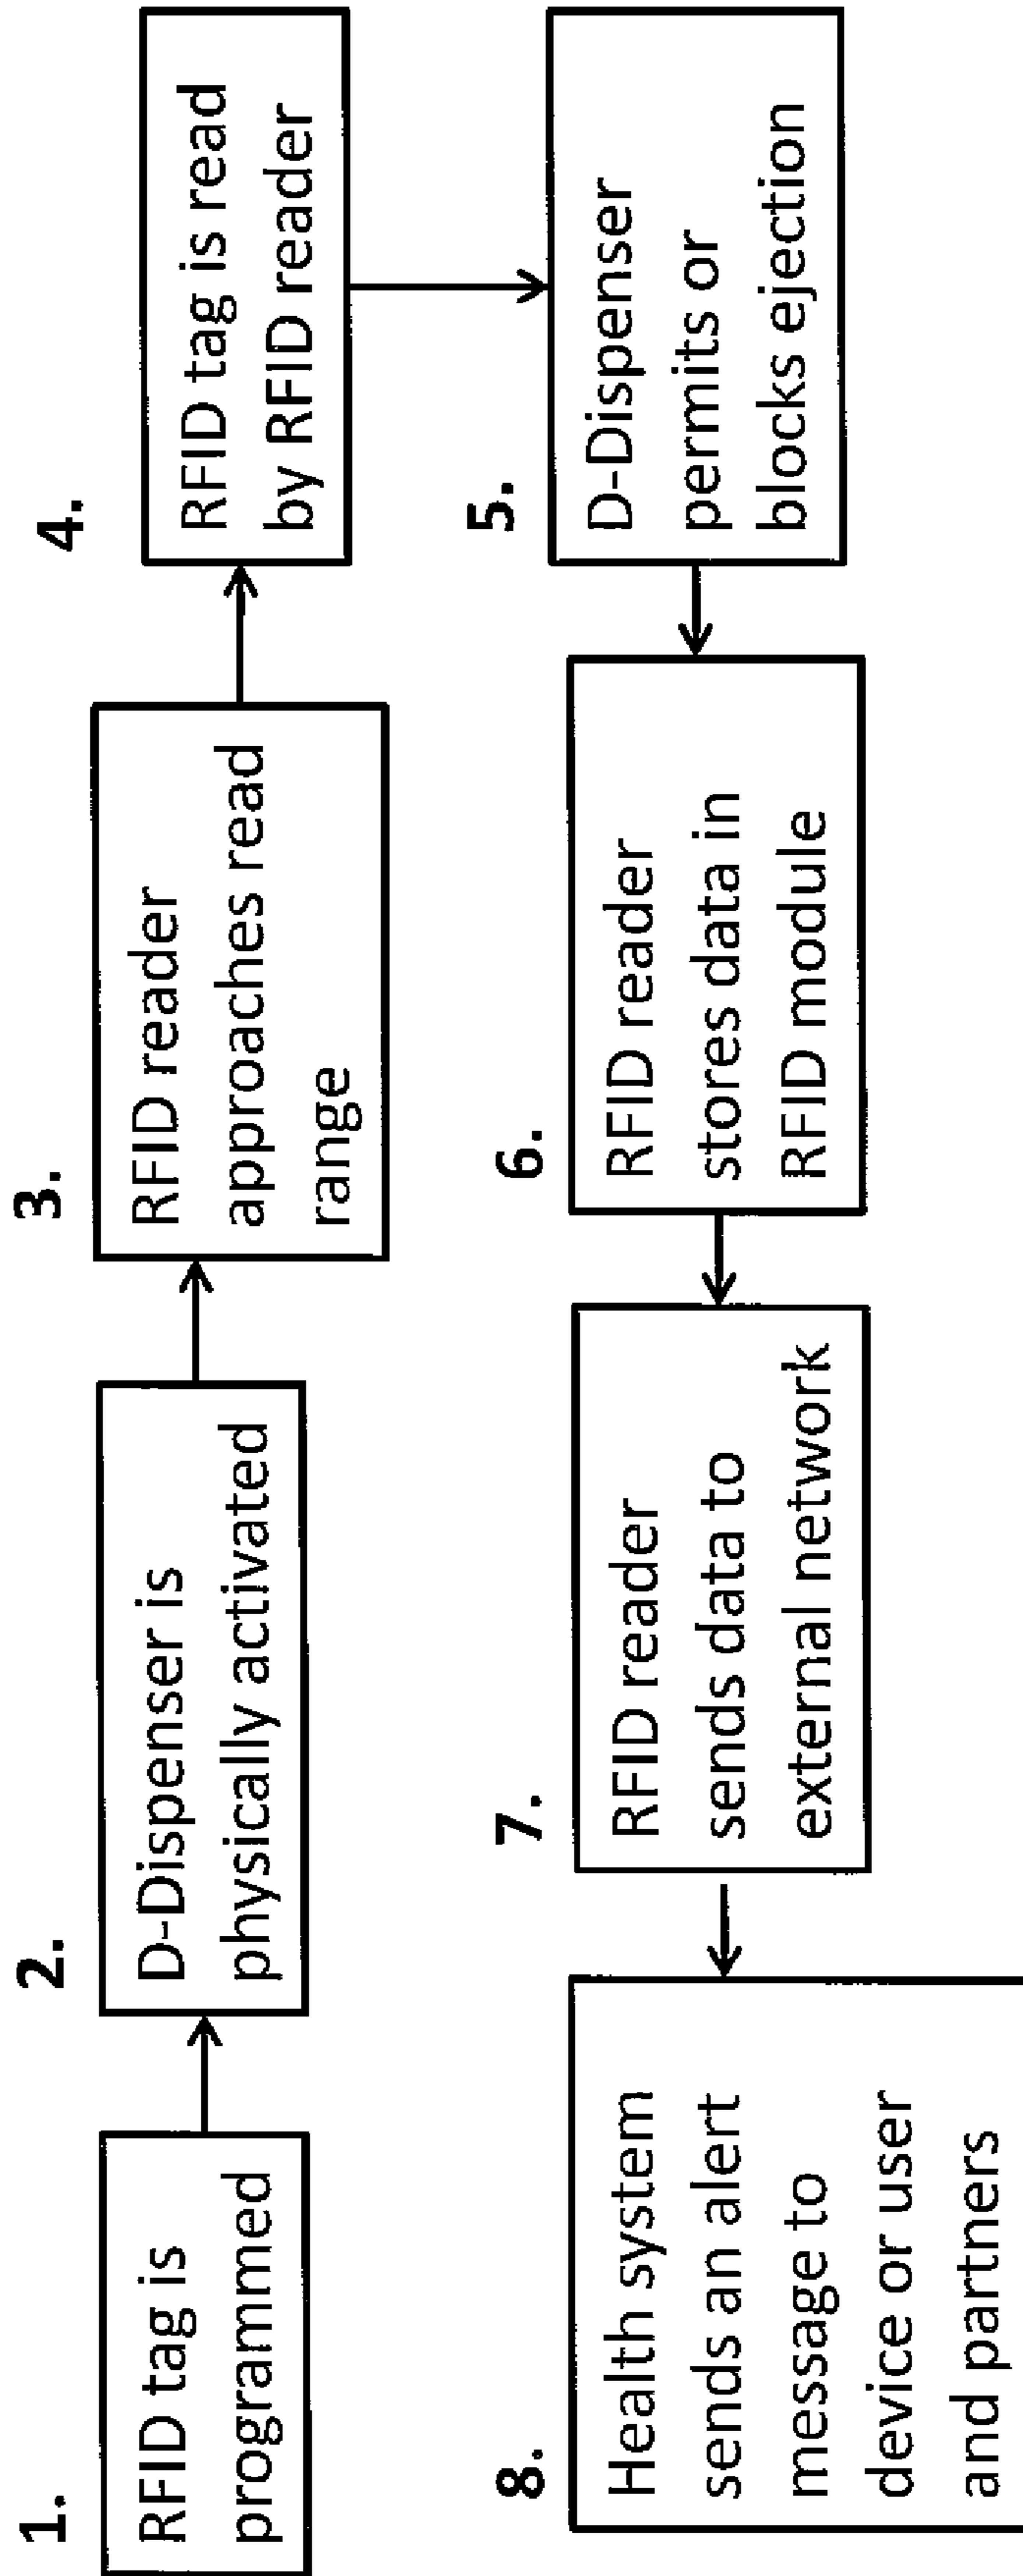 1.
RFID tag is
programmed
2.
D-Dispenser is
physically activated
3.
RFID reader
approaches read
range
4.
RFID tag is read
by RFID reader
5.
D-Dispenser
permits or
blocks ejection
6.
RFID reader
stores data in
RFID module
7.
RFID reader
sends data to
external network
8.
Health system
sends an alert
message to
device or user
and partners